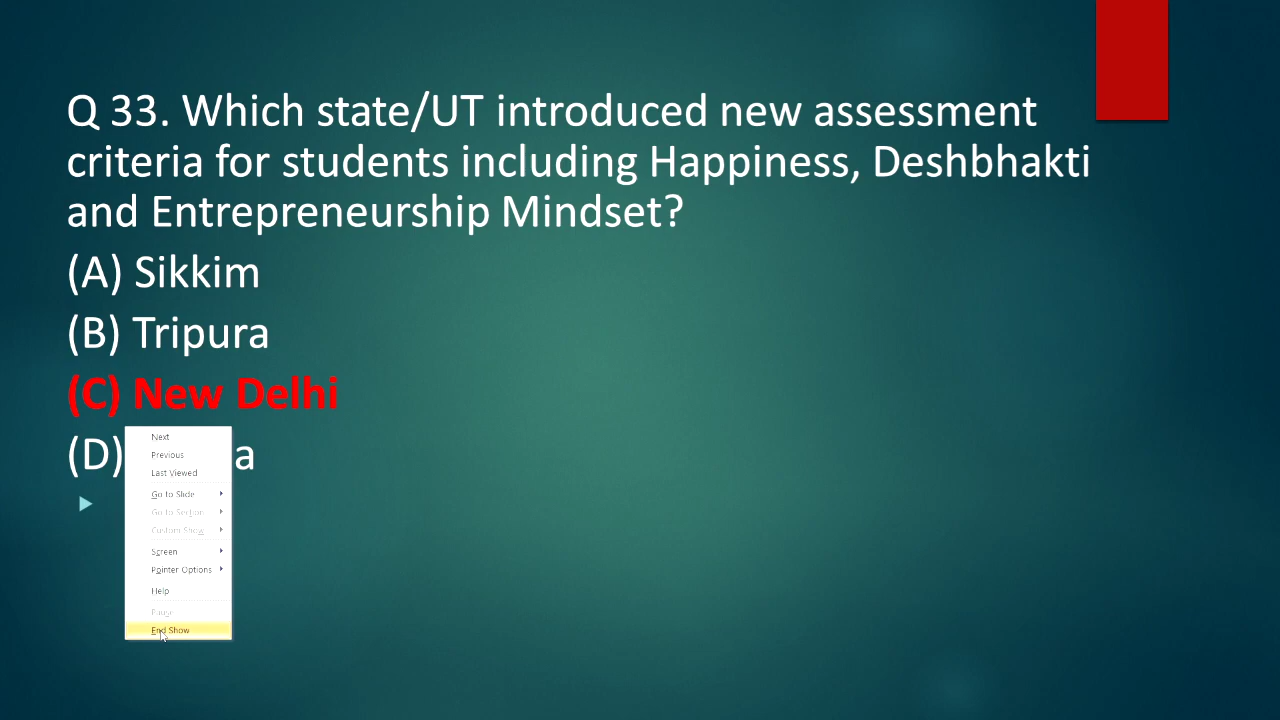 Q 33. Which state/UT introduced new assessment
criteria for students including Happiness, Deshbhakti
and Entrepreneurship Mindset?
(A) Sikkim
(B) Tripura
(C) New Delhi
(D)
Next
Previous
Last Viewed
Go to Slide
Go to Section
Custom Show
Screen
Pointer Options
Help
Pause
End Show